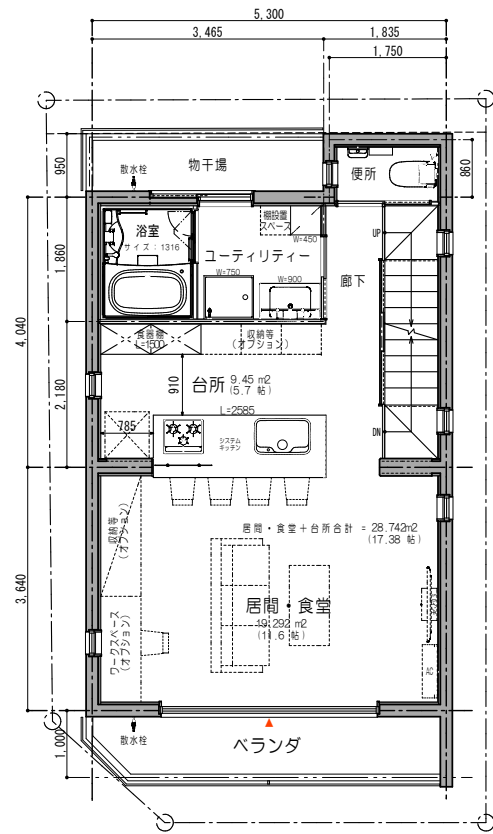 5,300
3,465
1,835
1,750
950
860
物干場
散水栓
便所
浴室
サイズ：1316
棚設置
スペース
W=450
ユーティリティー
W=750
W=900
UP
廊下
1,860
4,040
食器棚
L=1500
収納等
(オプション)
910
台所 9.45 m2
(5.7 帖)
2,180
L=2585
785
システム
キッチン
DN
収納等
(オプション)
居間・食堂＋台所合計 = 28.742m2
(17.38 帖)
3,640
居間・食堂
19.292 m2
(11.6 帖)
ワークスペース
(オプション)
1,000
散水栓
ベランダ